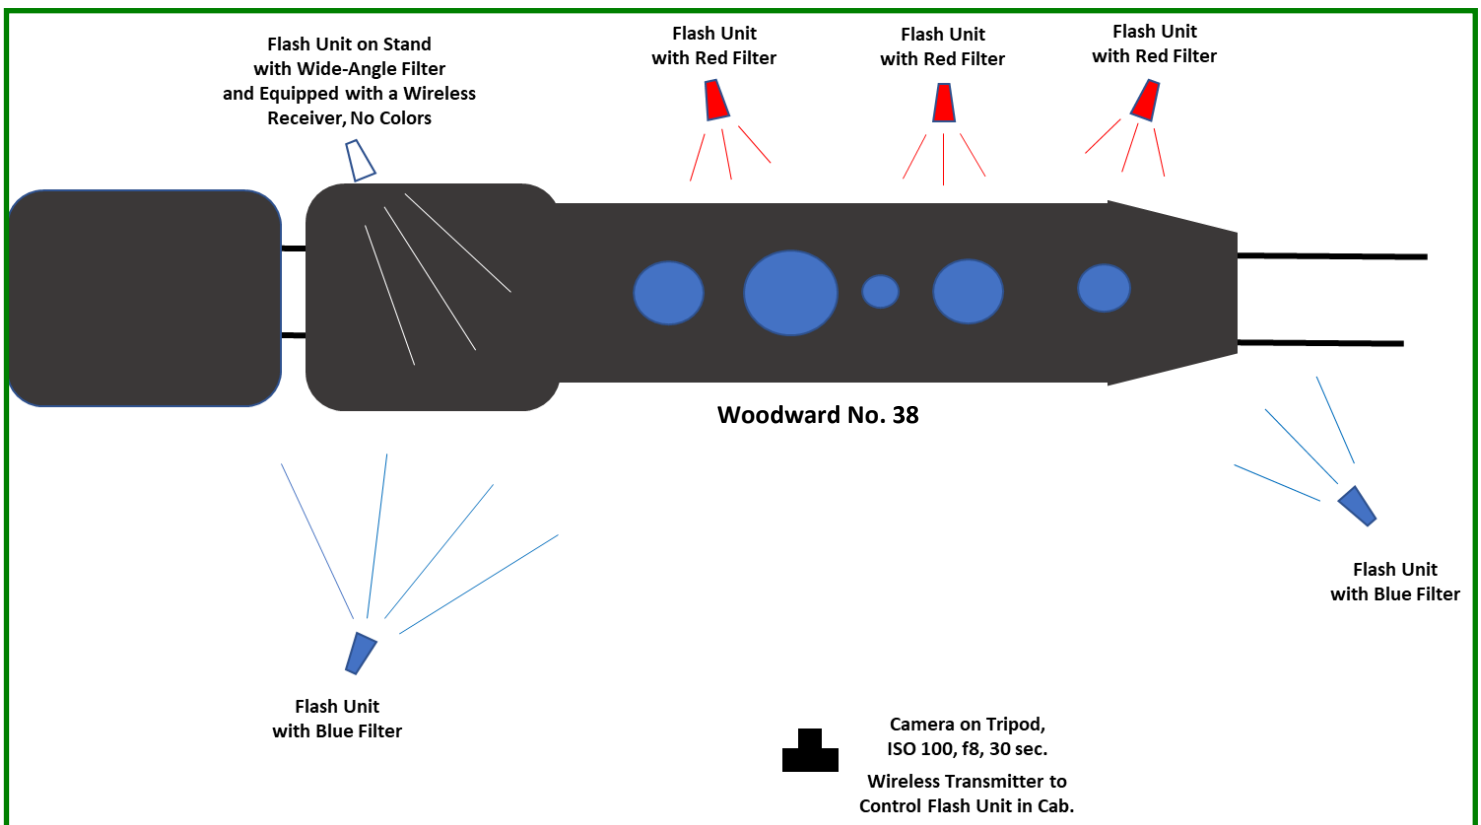 Flash Unit on Stand
with Wide-Angle Filter
and Equipped with a Wireless
Receiver, No Colors
Flash Unit
with Red Filter
Flash Unit
with Red Filter
Flash Unit
with Red Filter
Woodward No. 38
Flash Unit
with Blue Filter
Flash Unit
with Blue Filter
Camera on Tripod,
ISO 100, f8, 30 sec.
Wireless Transmitter to
Control Flash Unit in Cab.